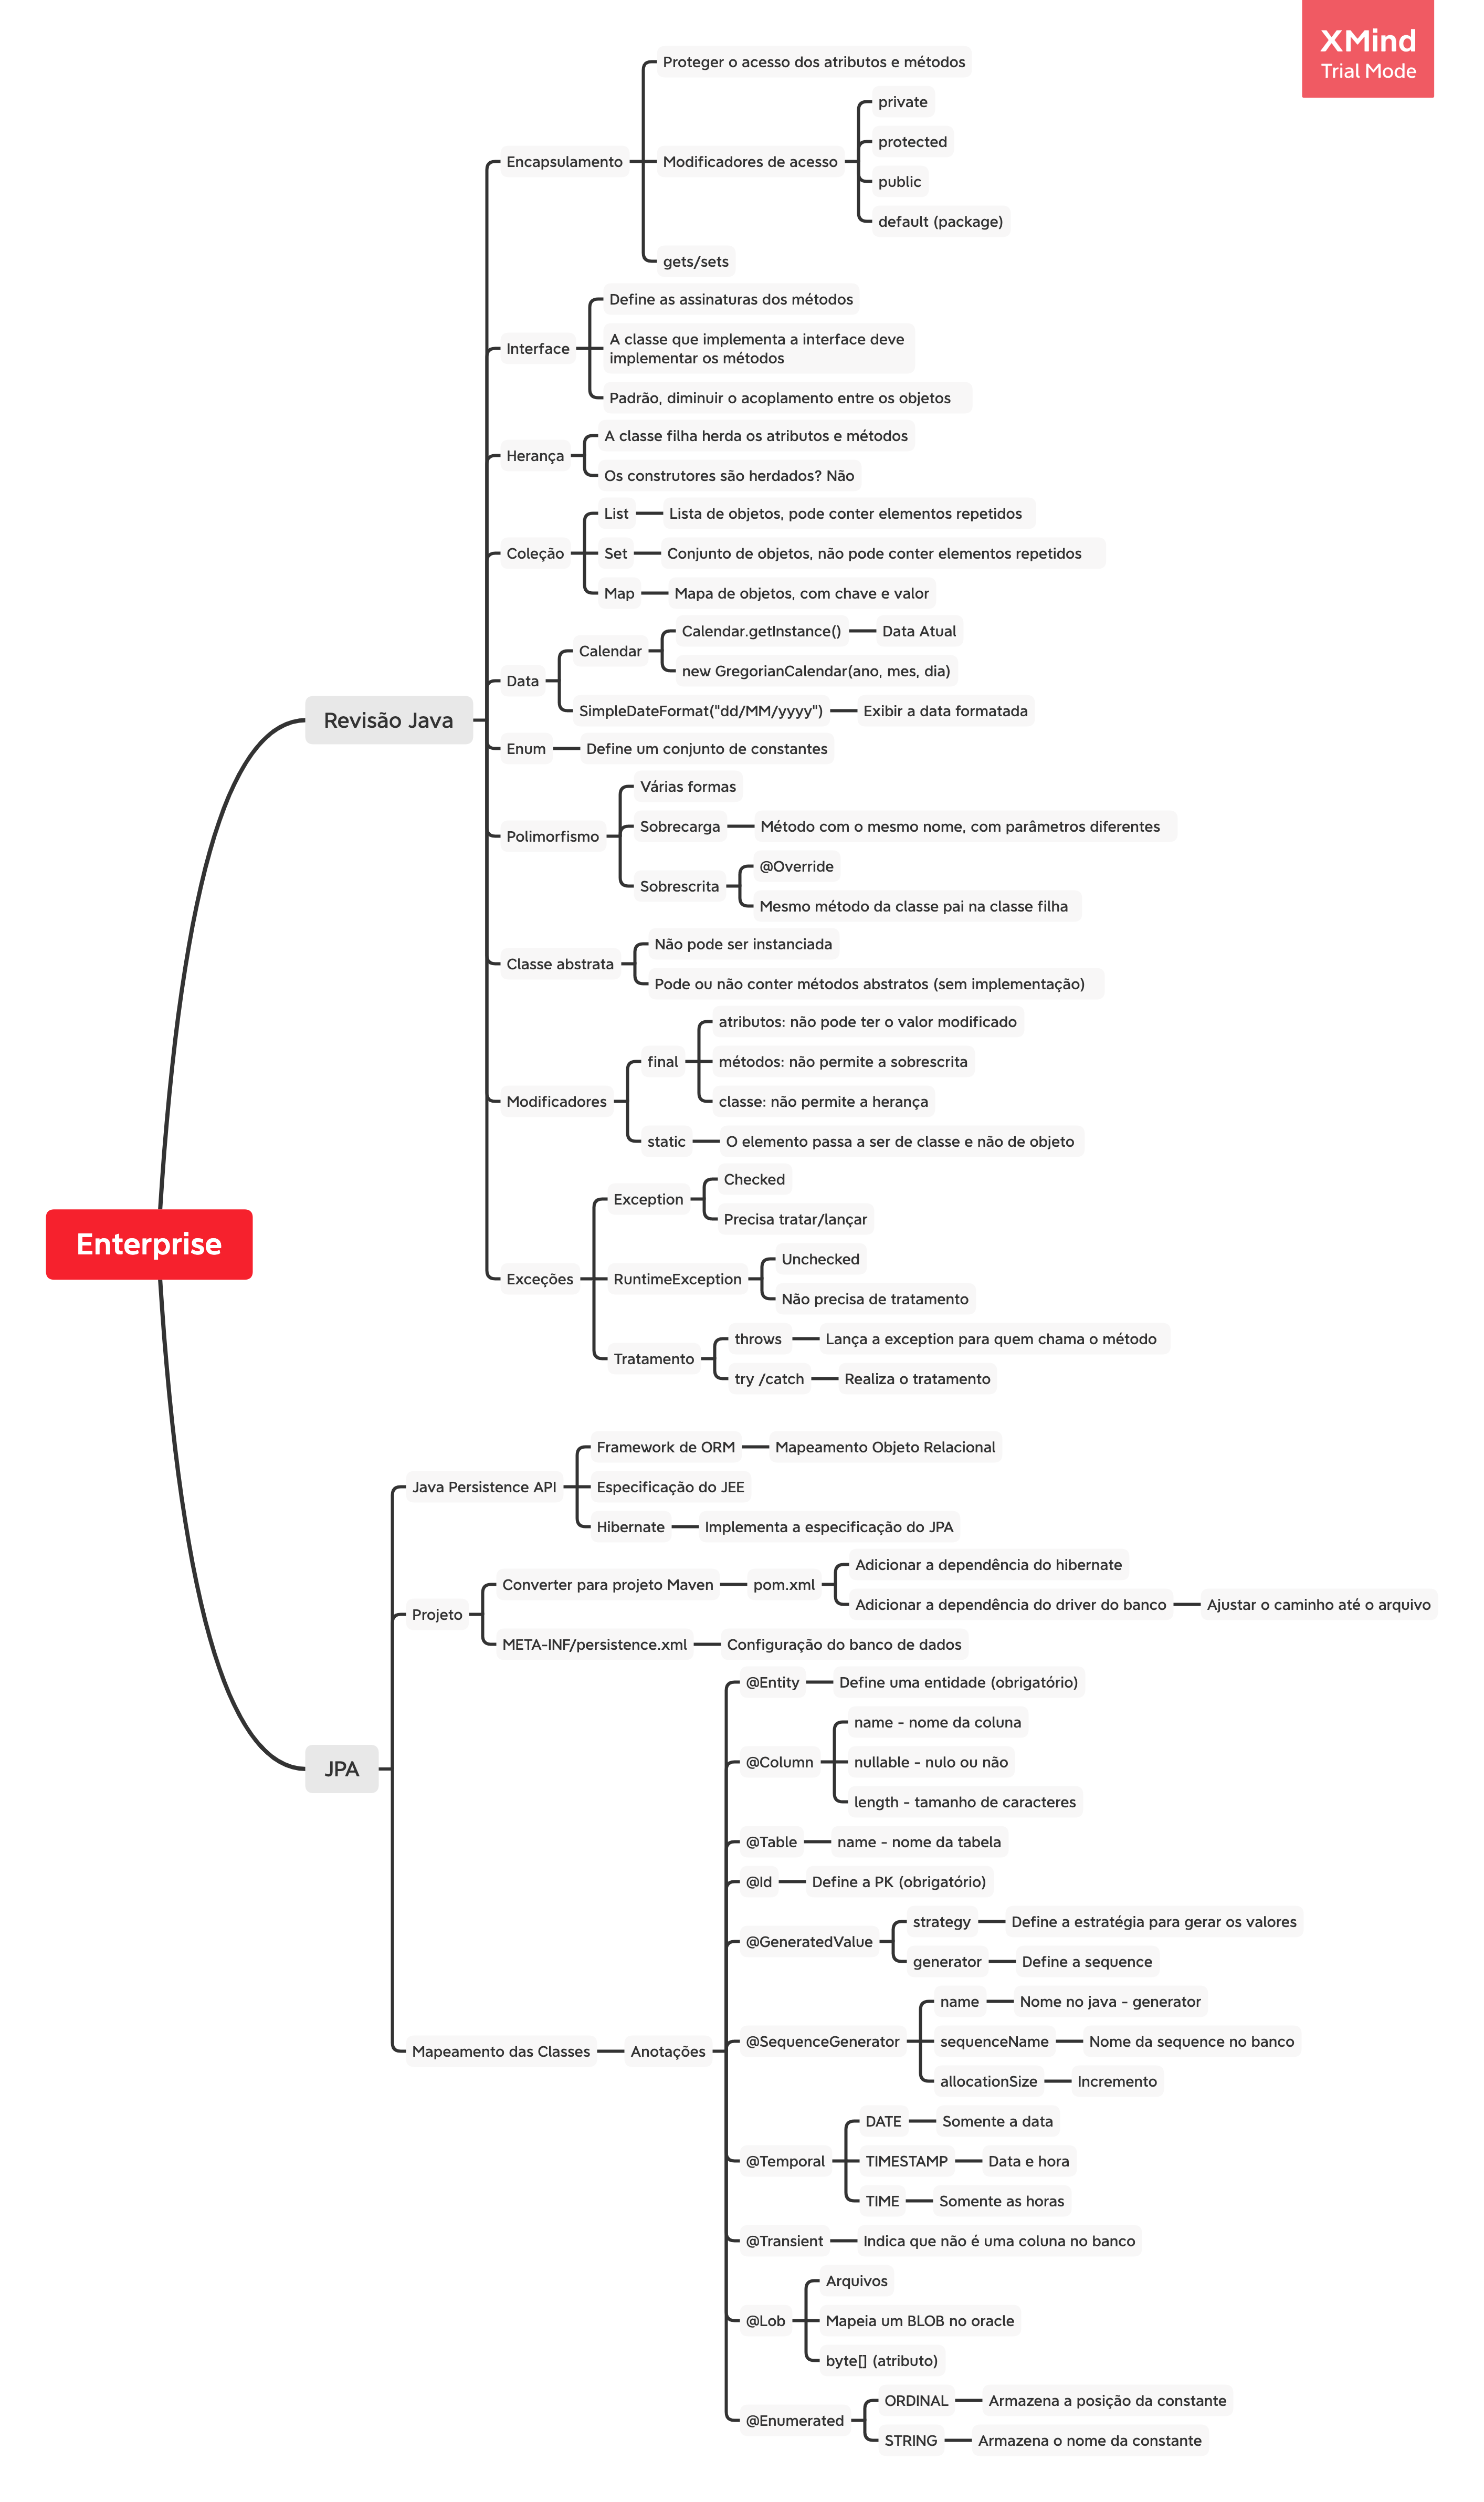 XMind
Trial Mode
Enterprise
Revisão Java
Encapsulamento
Proteger o acesso dos atributos e métodos
Modificadores de acesso
private
protected
public
default (package)
gets/sets
Interface
Define as assinaturas dos métodos
A classe que implementa a interface deve
implementar os métodos
Padrão, diminuir o acoplamento entre os objetos
Herança
A classe filha herda os atributos e métodos
Os construtores são herdados? Não
Coleção
List
Lista de objetos, pode conter elementos repetidos
Set
Conjunto de objetos, não pode conter elementos repetidos
Map
Mapa de objetos, com chave e valor
Data
Calendar
Calendar.getInstance()
Data Atual
new GregorianCalendar(ano, mes, dia)
SimpleDateFormat("dd/MM/yyyy")
Exibir a data formatada
Enum
Define um conjunto de constantes
Polimorfismo
Várias formas
Sobrecarga
Método com o mesmo nome, com parâmetros diferentes
Sobrescrita
@Override
Mesmo método da classe pai na classe filha
Classe abstrata
Não pode ser instanciada
Pode ou não conter métodos abstratos (sem implementação)
Modificadores
final
atributos: não pode ter o valor modificado
métodos: não permite a sobrescrita
classe: não permite a herança
static
O elemento passa a ser de classe e não de objeto
Exceções
Exception
Checked
Precisa tratar/lançar
RuntimeException
Unchecked
Não precisa de tratamento
Tratamento
throws
Lança a exception para quem chama o método
try /catch
Realiza o tratamento
JPA
Java Persistence API
Framework de ORM
Mapeamento Objeto Relacional
Especificação do JEE
Hibernate
Implementa a especificação do JPA
Projeto
Converter para projeto Maven
pom.xml
Adicionar a dependência do hibernate
Adicionar a dependência do driver do banco
Ajustar o caminho até o arquivo
META-INF/persistence.xml
Configuração do banco de dados
Mapeamento das Classes
Anotações
@Entity
Define uma entidade (obrigatório)
@Column
name - nome da coluna
nullable - nulo ou não
length - tamanho de caracteres
@Table
name - nome da tabela
@Id
Define a PK (obrigatório)
@GeneratedValue
strategy
Define a estratégia para gerar os valores
generator
Define a sequence
@SequenceGenerator
name
Nome no java - generator
sequenceName
Nome da sequence no banco
allocationSize
Incremento
@Temporal
DATE
Somente a data
TIMESTAMP
Data e hora
TIME
Somente as horas
@Transient
Indica que não é uma coluna no banco
@Lob
Arquivos
Mapeia um BLOB no oracle
byte[] (atributo)
@Enumerated
ORDINAL
Armazena a posição da constante
STRING
Armazena o nome da constante